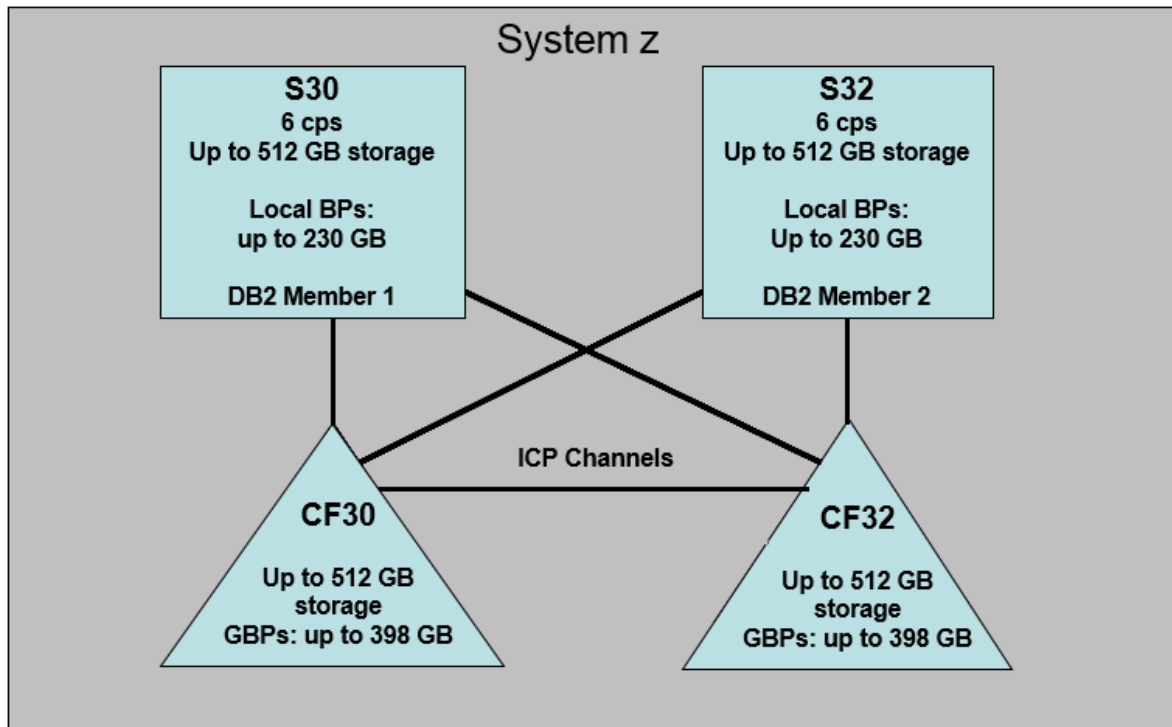 System z
S30
6 cps
Up to 512 GB storage
Local BPs:
up to 230 GB
DB2 Member 1
S32
6 cps
Up to 512 GB storage
Local BPs:
Up to 230 GB
DB2 Member 2
ICP Channels
CF30
Up to 512 GB
storage
GBPs: up to 398 GB
CF32
Up to 512 GB
storage
GBPs: up to 398 GB